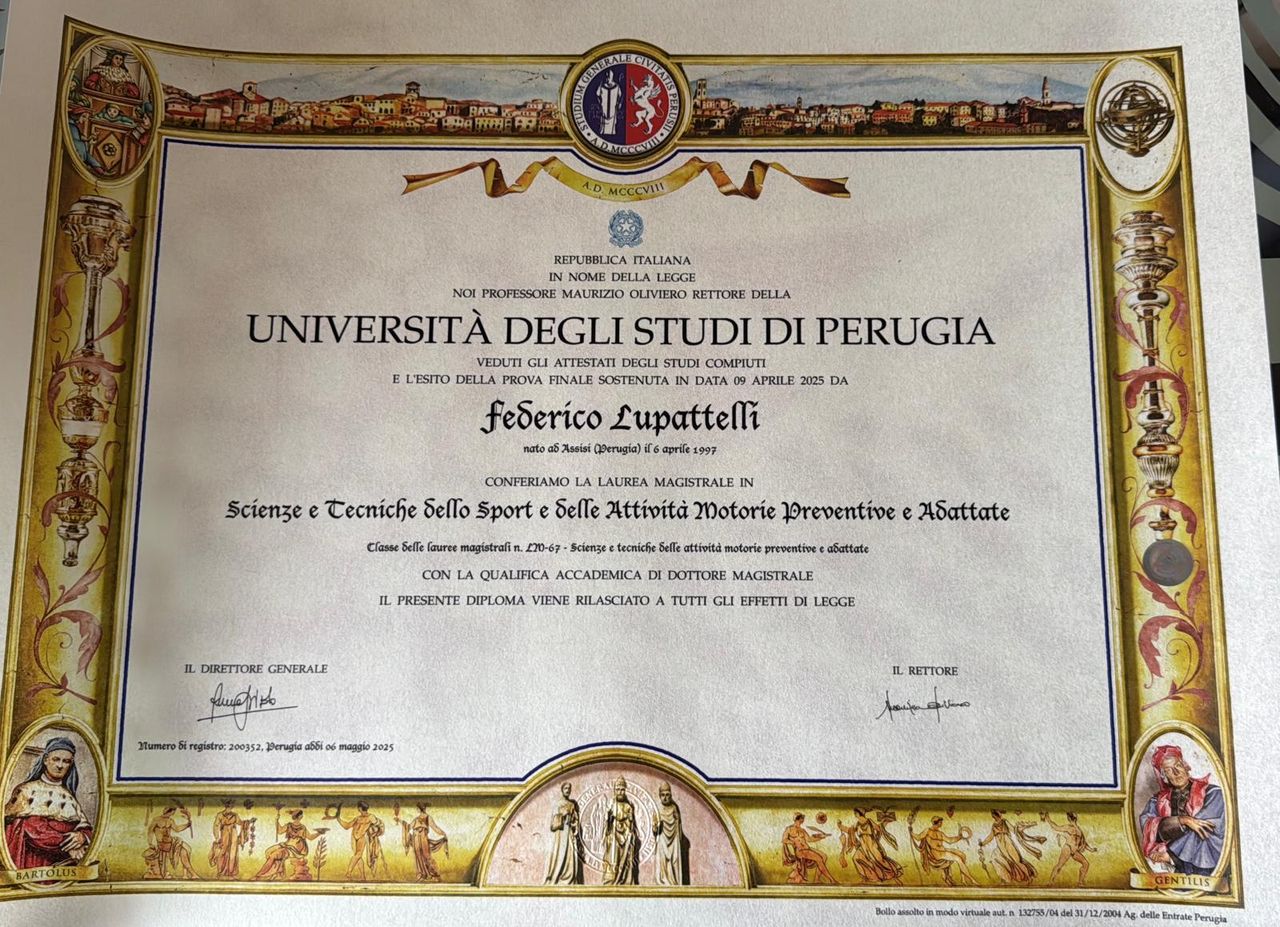 STUDIUM GENERALE CIVITATIS PERUSII
A.D. MCCCVIII
A.D. MCCCVIII
REPUBBLICA ITALIANA
IN NOME DELLA LEGGE
NOI PROFESSORE MAURIZIO OLIVIERO RETTORE DELLA
UNIVERSITÀ DEGLI STUDI DI PERUGIA
VEDUTI GLI ATTESTATI DEGLI STUDI COMPIUTI
E L'ESITO DELLA PROVA FINALE SOSTENUTA IN DATA 09 APRILE 2025 DA
Federico Lupattelli
nato ad Assisi (Perugia) il 6 aprile 1997
CONFERIAMO LA LAUREA MAGISTRALE IN
Scienze e Tecniche dello Sport e delle Attività Motorie Preventive e Adattate
Classe delle lauree magistrali n. LM-67 - Scienze e tecniche delle attività motorie preventive e adattate
CON LA QUALIFICA ACCADEMICA DI DOTTORE MAGISTRALE
IL PRESENTE DIPLOMA VIENE RILASCIATO A TUTTI GLI EFFETTI DI LEGGE
IL DIRETTORE GENERALE
IL RETTORE
Numero di registro: 200352, Perugia addì 06 maggio 2025
BARTOLUS
GENTILIS
Bollo assolto in modo virtuale aut. n 132755/04 del 31/12/2004 Ag. delle Entrate Perugia